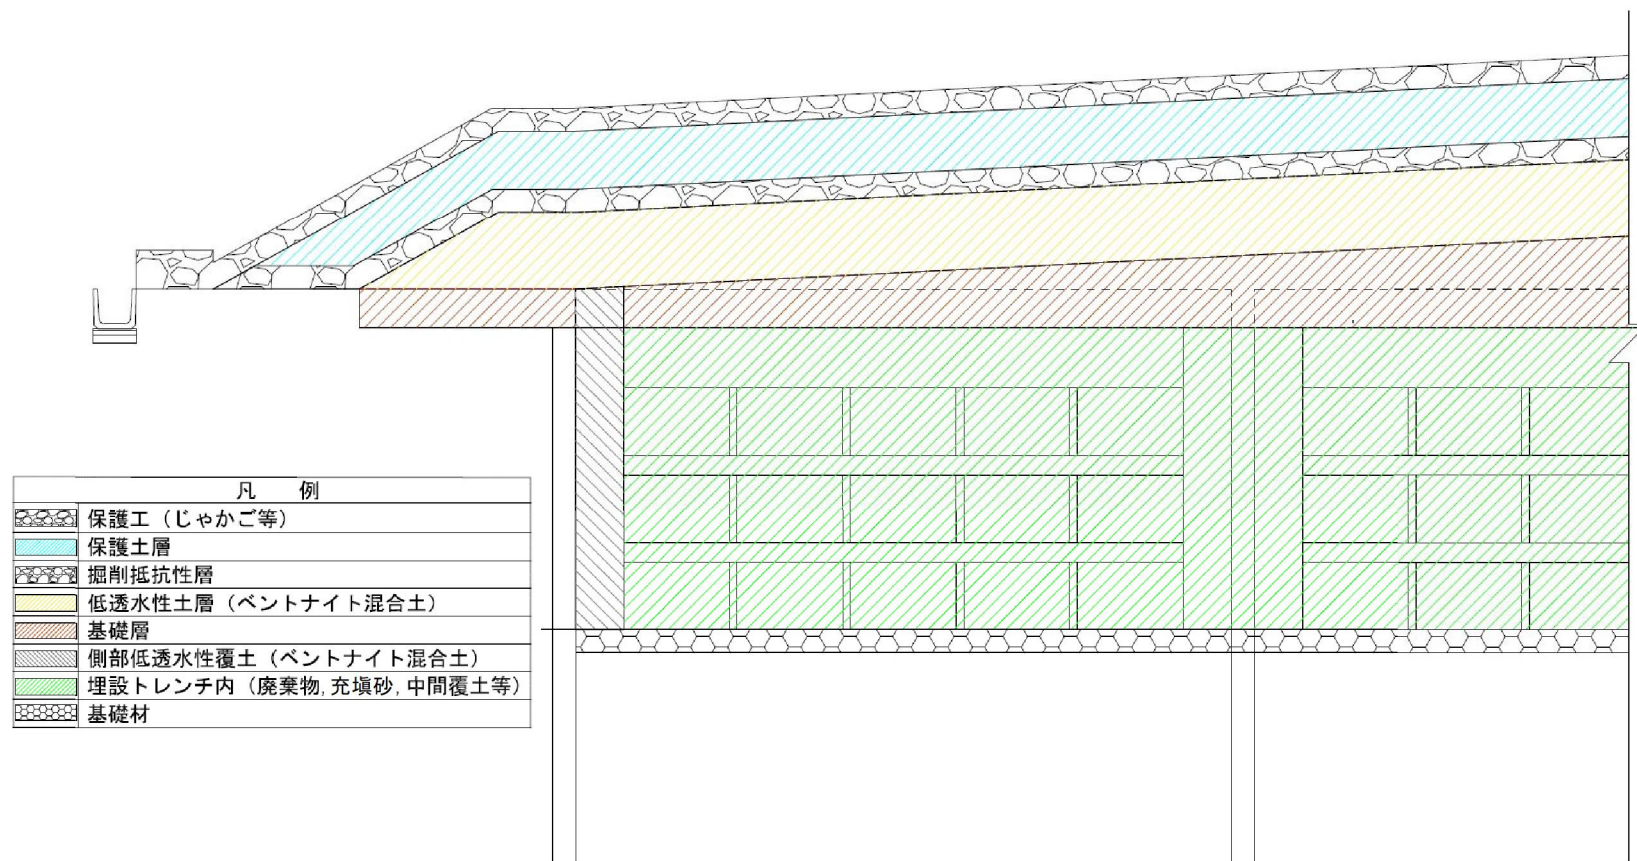 凡 例
保護工（じゃかご等）
保護土層
掘削抵抗性層
低透水性土層（ベントナイト混合土）
基礎層
側部低透水性覆土（ベントナイト混合土）
埋設トレンチ内（廃棄物,充塡砂,中間覆土等）
基礎材